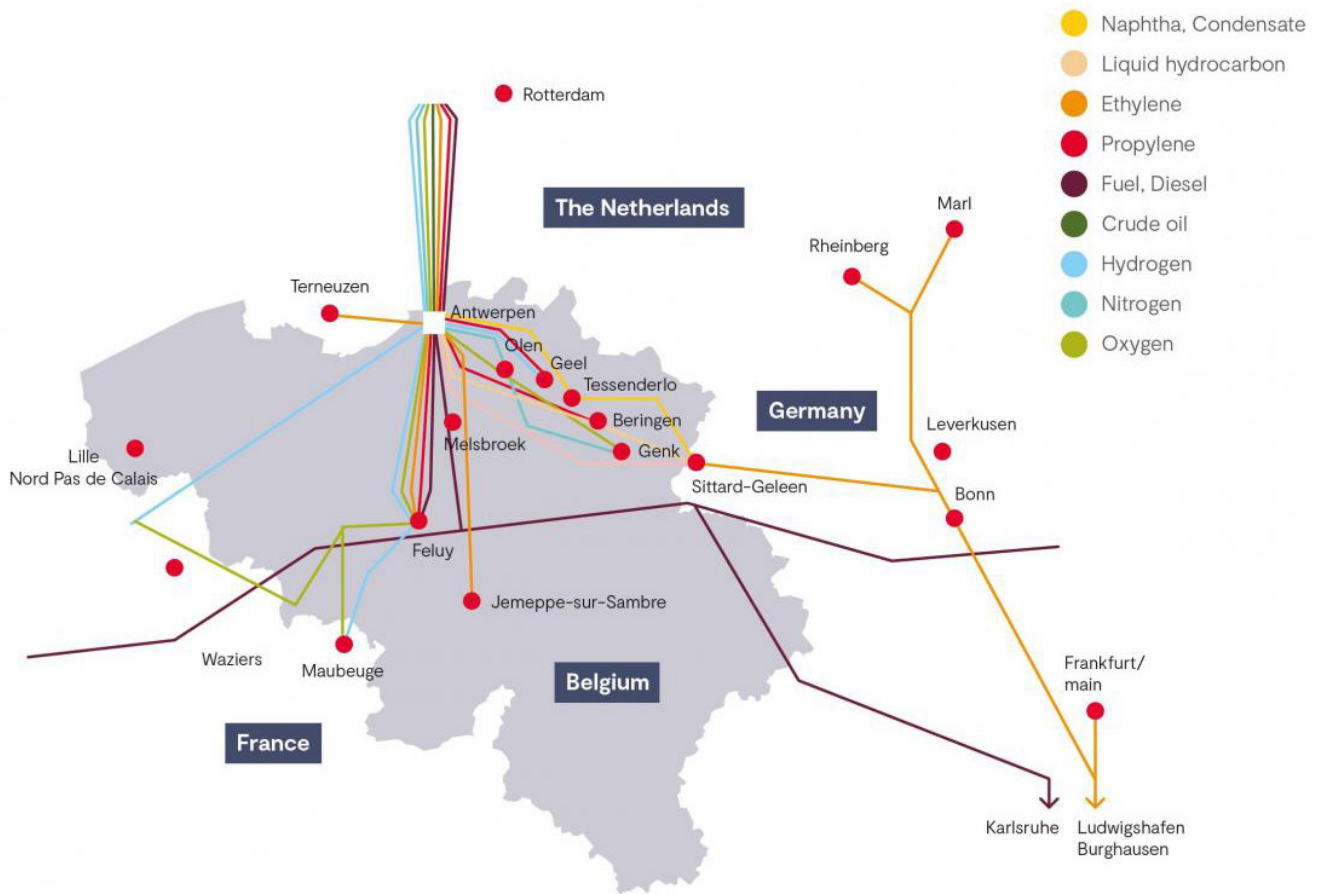 Naphtha, Condensate
Liquid hydrocarbon
Ethylene
Propylene
Fuel, Diesel
Crude oil
Hydrogen
Nitrogen
Oxygen
Rotterdam
The Netherlands
Marl
Rheinberg
Terneuzen
Antwerpen
Olen
Geel
Tessenderlo
Germany
Beringen
Leverkusen
Melsbroek
Genk
Lille
Nord Pas de Calais
Sittard-Geleen
Bonn
Feluy
Jemeppe-sur-Sambre
Waziers
Maubeuge
Belgium
Frankfurt/
main
France
Karlsruhe
Ludwigshafen
Burghausen